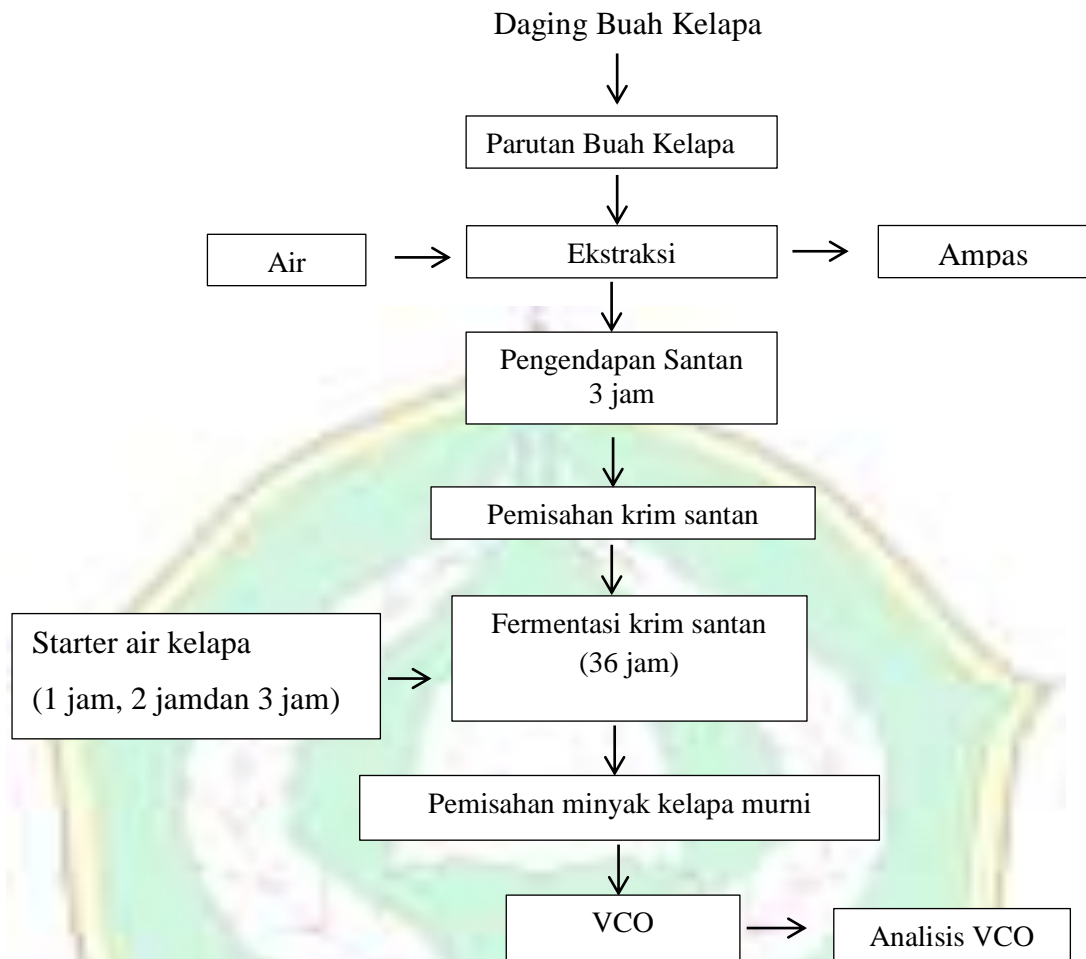 Daging Buah Kelapa
Parutan Buah Kelapa
Air
Ekstraksi
Ampas
Pengendapan Santan
3 jam
Pemisahan krim santan
Starter air kelapa
(1 jam, 2 jamdan 3 jam)
Fermentasi krim santan
(36 jam)
Pemisahan minyak kelapa murni
VCO
Analisis VCO